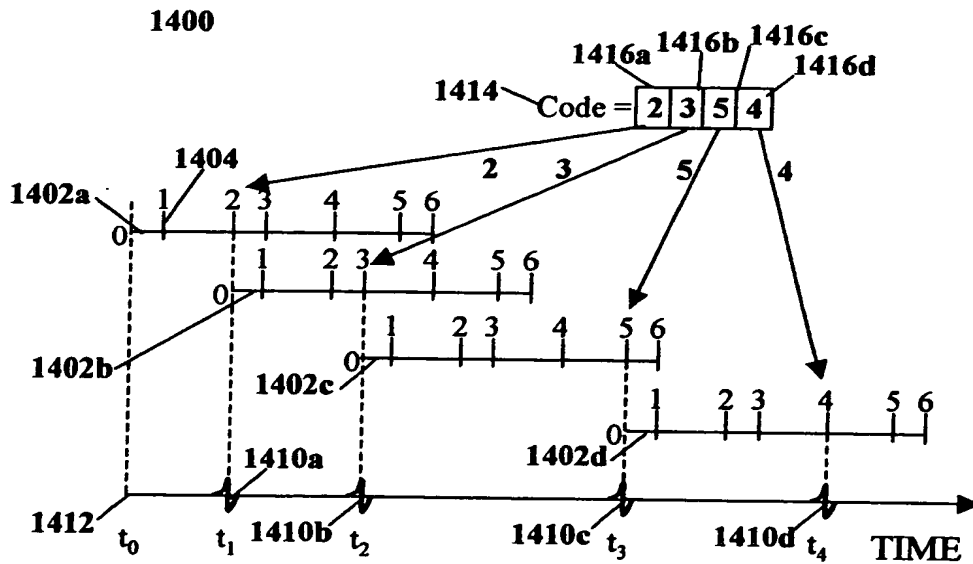 1400
1416a 1416b 1416c 1416d
1414 Code = 2 3 5 4
2 3 5 4
1402a 1404
0 1 2 3 4 5 6
1402b
0 1 2 3 4 5 6
1402c
0 1 2 3 4 5 6
1402d
0 1 2 3 4 5 6
1412 1410a 1410b 1410c 1410d
t0 t1 t2 t3 t4 TIME